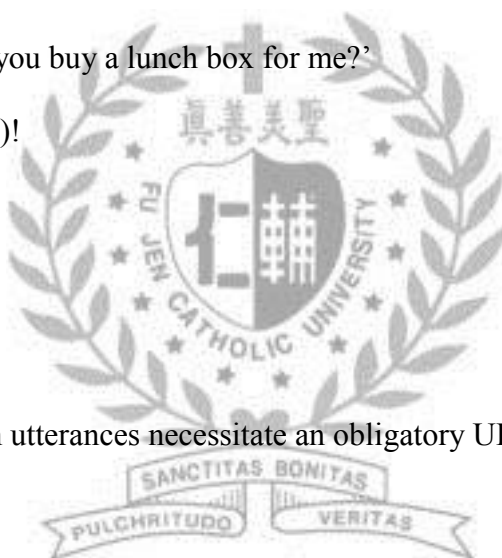 you buy a lunch box for me?’
)!
真善美聖
FU JEN CATHOLIC UNIVERSITY
仁輔
n utterances necessitate an obligatory
SANCTITAS BONITAS
PULCHRITUDO VERITAS